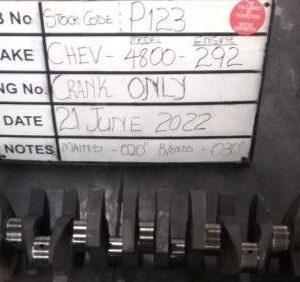 B No STOCK CODE: P123
MODEL ENGINE
AKE CHEV- 4800- 292
NG No. CRANK ONLY
DATE 21 JUNE 2022
NOTES MAINS -020" B/ENDS -030"